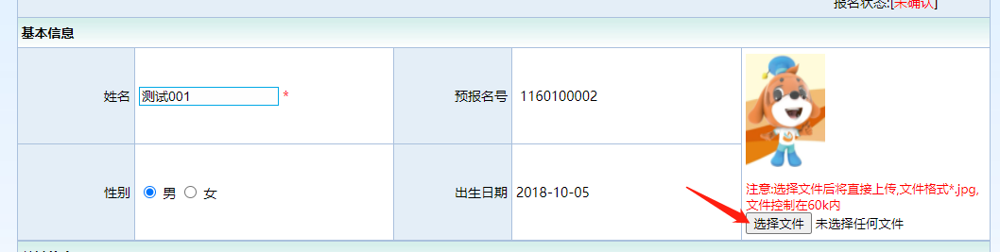 报名状态:[未确认]
基本信息
姓名 测试001 * 预报名号 1160100002
性别 男 女 出生日期 2018-10-05
注意:选择文件后将直接上传,文件格式*.jpg,
文件控制在60k内
选择文件 未选择任何文件